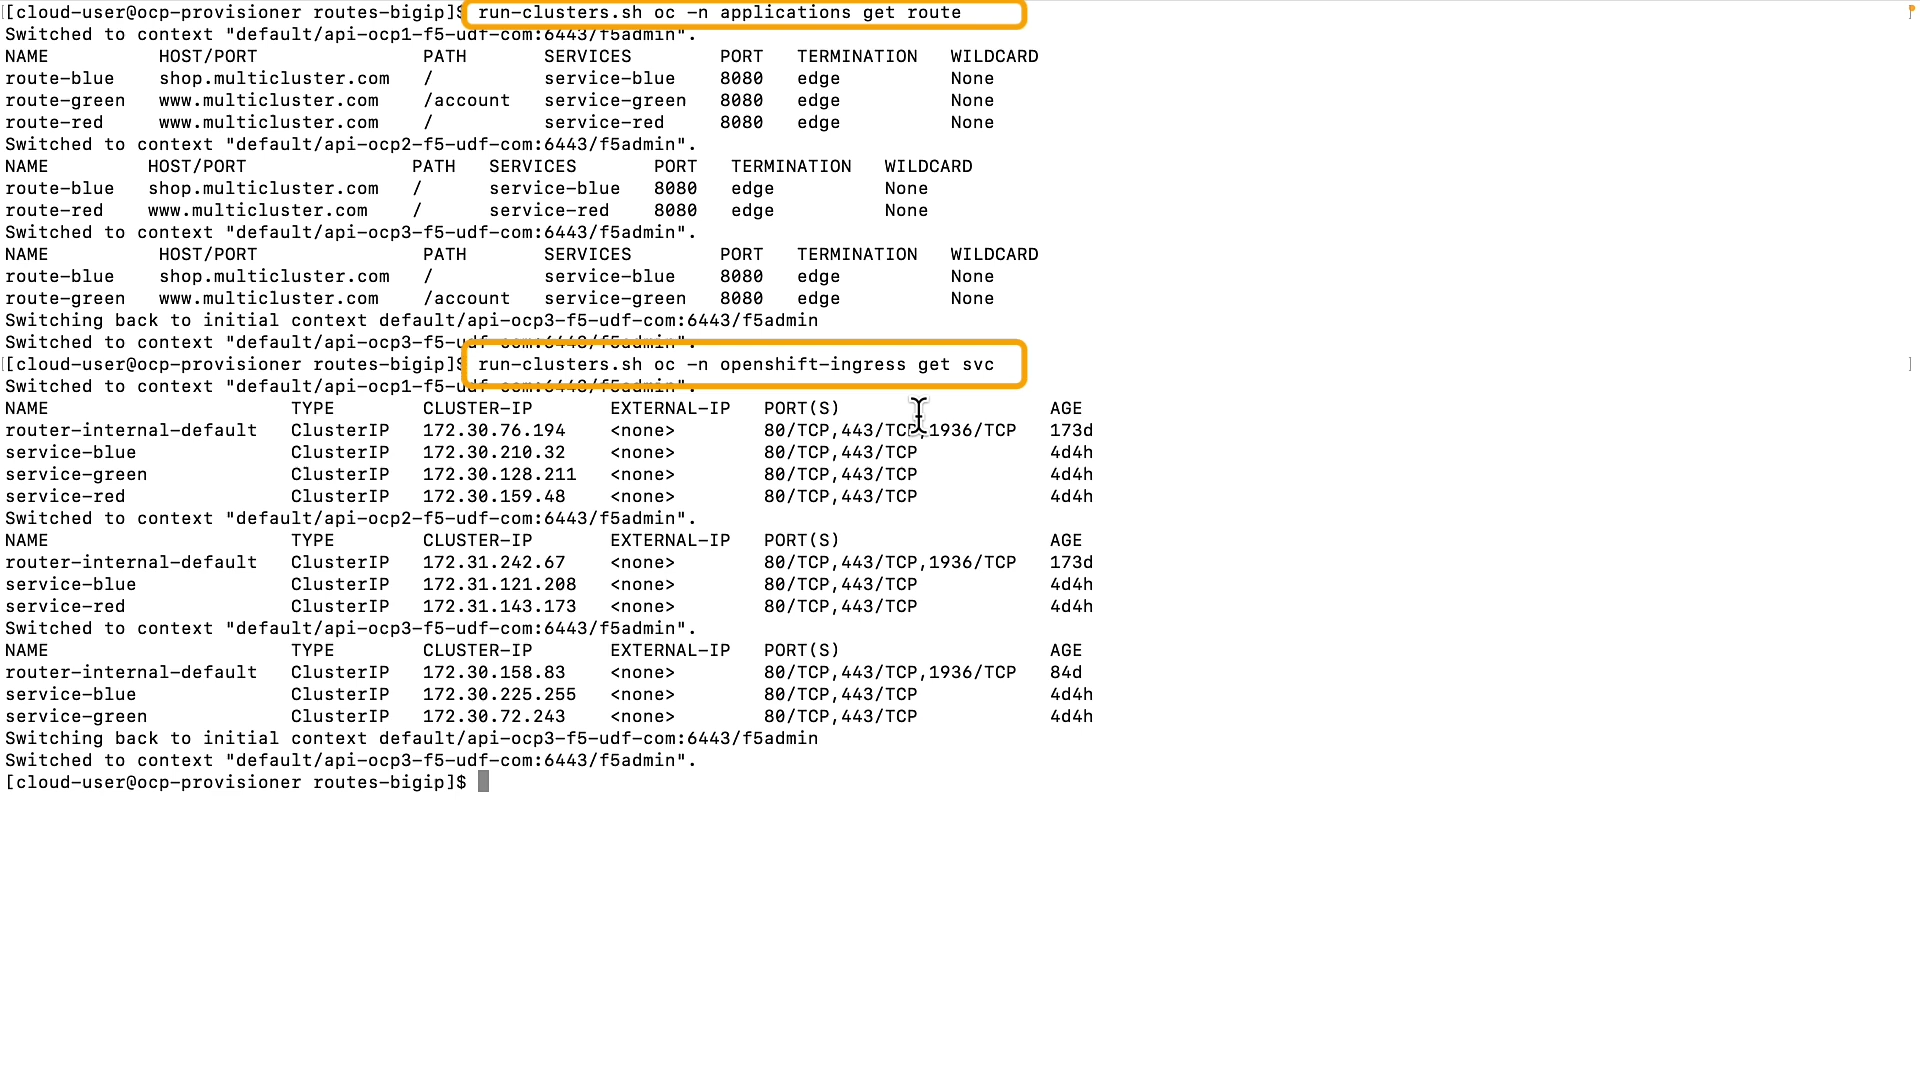 [cloud-user@ocp-provisioner routes-bigip]$ run-clusters.sh oc -n applications get route
Switched to context "default/api-ocp1-f5-udf-com:6443/f5admin".
NAME HOST/PORT PATH SERVICES PORT TERMINATION WILDCARD
route-blue shop.multicluster.com / service-blue 8080 edge None
route-green www.multicluster.com /account service-green 8080 edge None
route-red www.multicluster.com / service-red 8080 edge None
Switched to context "default/api-ocp2-f5-udf-com:6443/f5admin".
NAME HOST/PORT PATH SERVICES PORT TERMINATION WILDCARD
route-blue shop.multicluster.com / service-blue 8080 edge None
route-red www.multicluster.com / service-red 8080 edge None
Switched to context "default/api-ocp3-f5-udf-com:6443/f5admin".
NAME HOST/PORT PATH SERVICES PORT TERMINATION WILDCARD
route-blue shop.multicluster.com / service-blue 8080 edge None
route-green www.multicluster.com /account service-green 8080 edge None
Switching back to initial context default/api-ocp3-f5-udf-com:6443/f5admin
Switched to context "default/api-ocp3-f5-udf-com:6443/f5admin".
[cloud-user@ocp-provisioner routes-bigip]$ run-clusters.sh oc -n openshift-ingress get svc
Switched to context "default/api-ocp1-f5-udf-com:6443/f5admin".
NAME TYPE CLUSTER-IP EXTERNAL-IP PORT(S) AGE
router-internal-default ClusterIP 172.30.76.194 <none> 80/TCP,443/TCP,1936/TCP 173d
service-blue ClusterIP 172.30.210.32 <none> 80/TCP,443/TCP 4d4h
service-green ClusterIP 172.30.128.211 <none> 80/TCP,443/TCP 4d4h
service-red ClusterIP 172.30.159.48 <none> 80/TCP,443/TCP 4d4h
Switched to context "default/api-ocp2-f5-udf-com:6443/f5admin".
NAME TYPE CLUSTER-IP EXTERNAL-IP PORT(S) AGE
router-internal-default ClusterIP 172.31.242.67 <none> 80/TCP,443/TCP,1936/TCP 173d
service-blue ClusterIP 172.31.121.208 <none> 80/TCP,443/TCP 4d4h
service-red ClusterIP 172.31.143.173 <none> 80/TCP,443/TCP 4d4h
Switched to context "default/api-ocp3-f5-udf-com:6443/f5admin".
NAME TYPE CLUSTER-IP EXTERNAL-IP PORT(S) AGE
router-internal-default ClusterIP 172.30.158.83 <none> 80/TCP,443/TCP,1936/TCP 84d
service-blue ClusterIP 172.30.225.255 <none> 80/TCP,443/TCP 4d4h
service-green ClusterIP 172.30.72.243 <none> 80/TCP,443/TCP 4d4h
Switching back to initial context default/api-ocp3-f5-udf-com:6443/f5admin
Switched to context "default/api-ocp3-f5-udf-com:6443/f5admin".
[cloud-user@ocp-provisioner routes-bigip]$